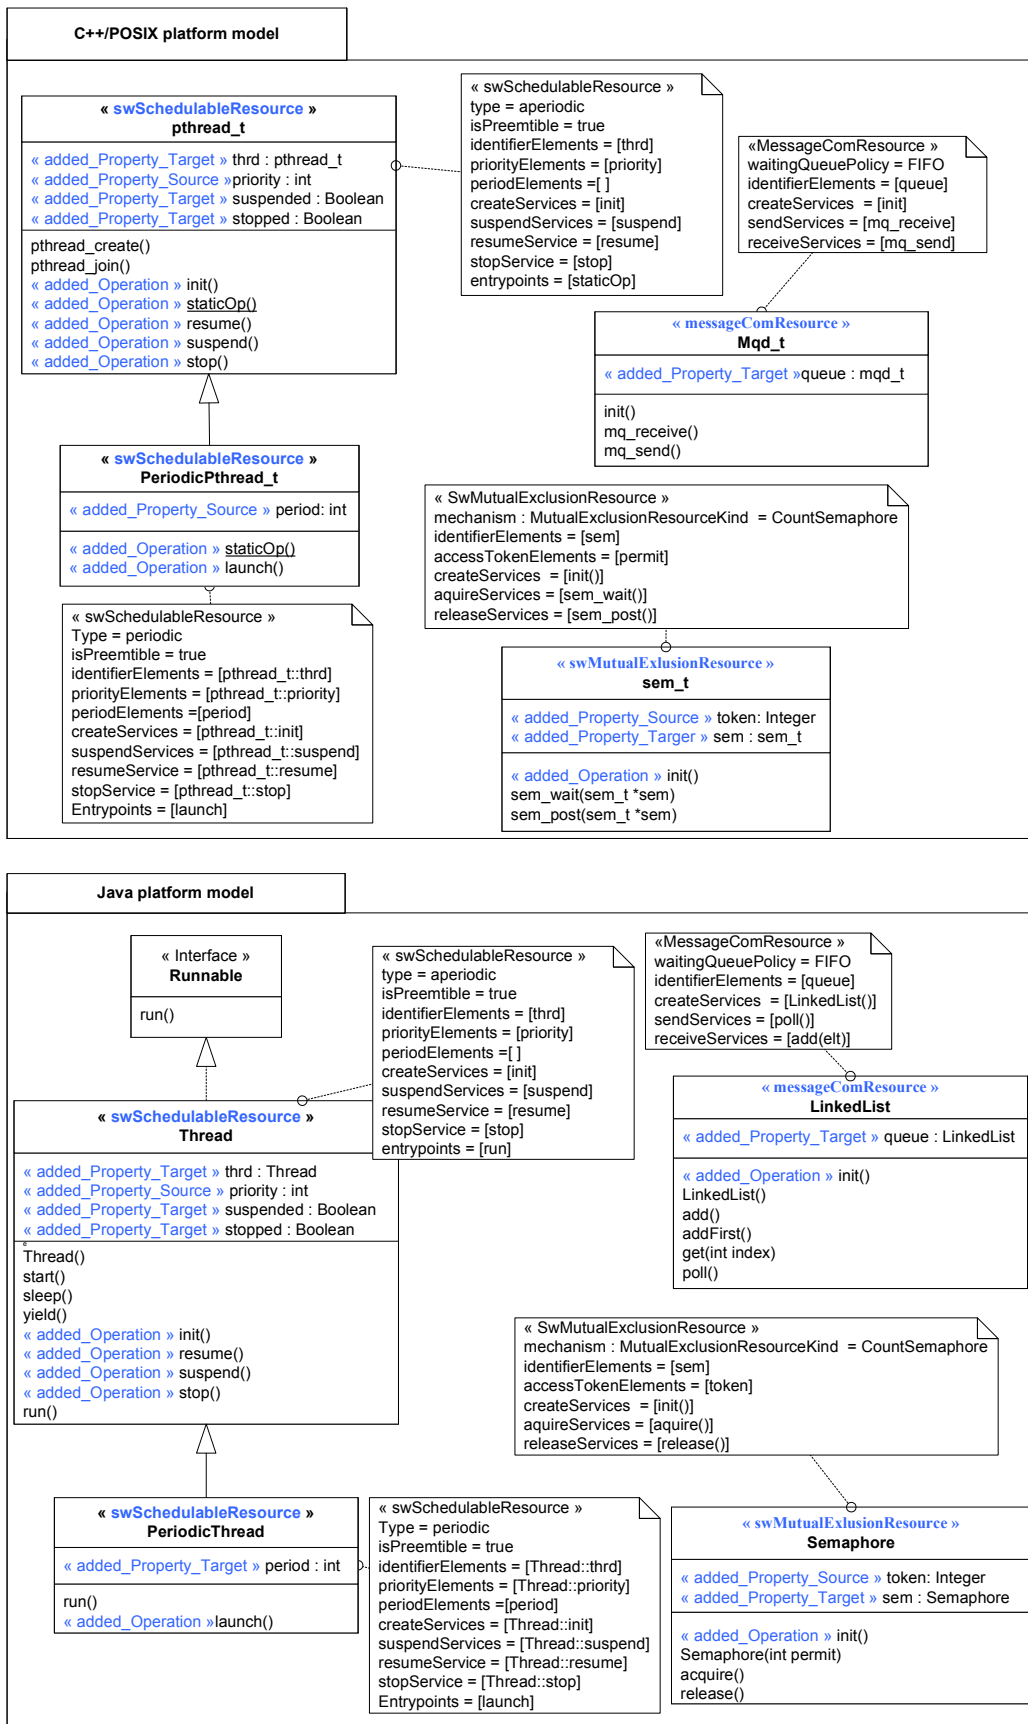 C++/POSIX platform model
« swSchedulableResource »
pthread_t
« added_Property_Target » thrd : pthread_t
« added_Property_Source »priority : int
« added_Property_Target » suspended : Boolean
« added_Property_Target » stopped : Boolean
pthread_create()
pthread_join()
« added_Operation » init()
« added_Operation » staticOp()
« added_Operation » resume()
« added_Operation » suspend()
« added_Operation » stop()
« swSchedulableResource »
type = aperiodic
isPreemtible = true
identifierElements = [thrd]
priorityElements = [priority]
periodElements =[ ]
createServices = [init]
suspendServices = [suspend]
resumeService = [resume]
stopService = [stop]
entrypoints = [staticOp]
«MessageComResource »
waitingQueuePolicy = FIFO
identifierElements = [queue]
createServices  = [init]
sendServices = [mq_receive]
receiveServices = [mq_send]
« messageComResource »
Mqd_t
« added_Property_Target »queue : mqd_t
init()
mq_receive()
mq_send()
« swSchedulableResource »
PeriodicPthread_t
« added_Property_Source » period: int
« added_Operation » staticOp()
« added_Operation » launch()
« SwMutualExclusionResource »
mechanism : MutualExclusionResourceKind  = CountSemaphore
identifierElements = [sem]
accessTokenElements = [permit]
createServices  = [init()]
aquireServices = [sem_wait()]
releaseServices = [sem_post()]
« swSchedulableResource »
Type = periodic
isPreemtible = true
identifierElements = [pthread_t::thrd]
priorityElements = [pthread_t::priority]
periodElements =[period]
createServices = [pthread_t::init]
suspendServices = [pthread_t::suspend]
resumeService = [pthread_t::resume]
stopService = [pthread_t::stop]
Entrypoints = [launch]
« swMutualExlusionResource »
sem_t
« added_Property_Source » token: Integer
« added_Property_Targer » sem : sem_t
« added_Operation » init()
sem_wait(sem_t *sem)
sem_post(sem_t *sem)
Java platform model
« Interface »
Runnable
run()
« swSchedulableResource »
type = aperiodic
isPreemtible = true
identifierElements = [thrd]
priorityElements = [priority]
periodElements =[ ]
createServices = [init]
suspendServices = [suspend]
resumeService = [resume]
stopService = [stop]
entrypoints = [run]
«MessageComResource »
waitingQueuePolicy = FIFO
identifierElements = [queue]
createServices  = [LinkedList()]
sendServices = [poll()]
receiveServices = [add(elt)]
« swSchedulableResource »
Thread
« added_Property_Target » thrd : Thread
« added_Property_Source » priority : int
« added_Property_Target » suspended : Boolean
« added_Property_Target » stopped : Boolean
e
Thread()
start()
sleep()
yield()
« added_Operation » init()
« added_Operation » resume()
« added_Operation » suspend()
« added_Operation » stop()
run()
« messageComResource »
LinkedList
« added_Property_Target » queue : LinkedList
« added_Operation » init()
LinkedList()
add()
addFirst()
get(int index)
poll()
« SwMutualExclusionResource »
mechanism : MutualExclusionResourceKind  = CountSemaphore
identifierElements = [sem]
accessTokenElements = [token]
createServices  = [init()]
aquireServices = [aquire()]
releaseServices = [release()]
« swSchedulableResource »
PeriodicThread
« added_Property_Target » period : int
run()
« added_Operation »launch()
« swSchedulableResource »
Type = periodic
isPreemtible = true
identifierElements = [Thread::thrd]
priorityElements = [Thread::priority]
periodElements =[period]
createServices = [Thread::init]
suspendServices = [Thread::suspend]
resumeService = [Thread::resume]
stopService = [Thread::stop]
Entrypoints = [launch]
« swMutualExlusionResource »
Semaphore
« added_Property_Source » token: Integer
« added_Property_Target » sem : Semaphore
« added_Operation » init()
Semaphore(int permit)
acquire()
release()